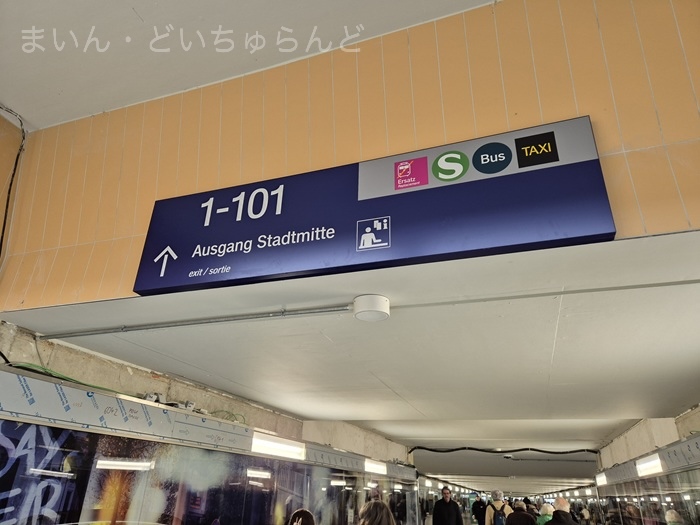 まいん・どいちゅらんど
1-101
Ersatz
S
Bus
TAXI
Ausgang Stadtmitte
exit / sortie
SAY